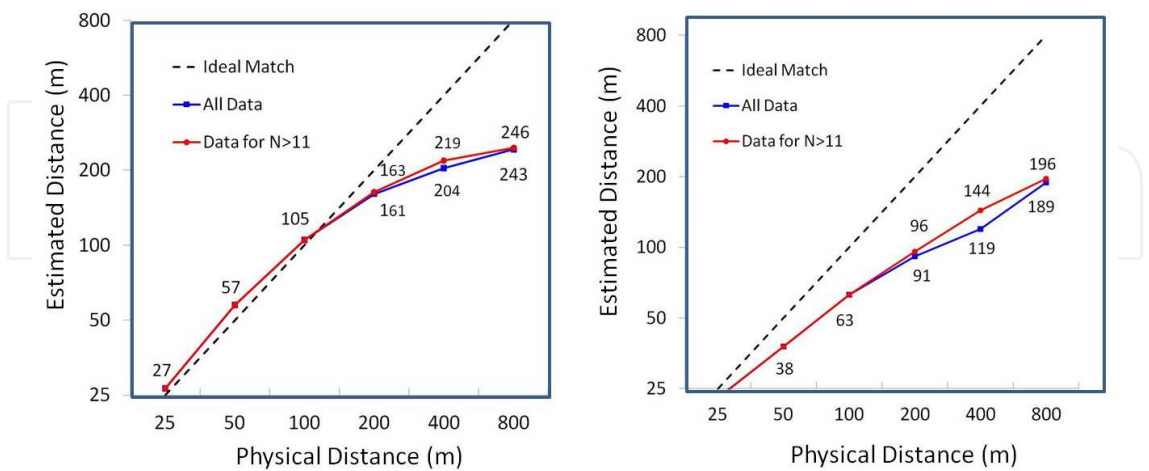 800
400
200
100
50
25
Estimated Distance (m)
Ideal Match
All Data
Data for N>11
27
57
105
163
161
219
204
246
243
25 50 100 200 400 800
Physical Distance (m)
800
400
200
100
50
25
Estimated Distance (m)
Ideal Match
All Data
Data for N>11
38
63
96
91
144
119
196
189
25 50 100 200 400 800
Physical Distance (m)